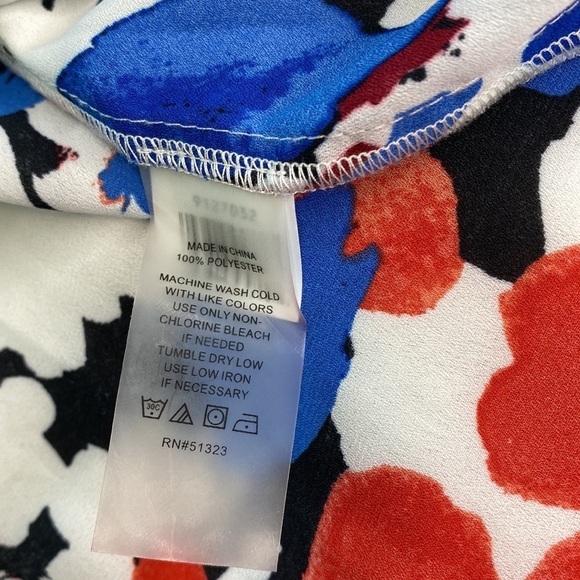 9127052
MADE IN CHINA
100% POLYESTER
MACHINE WASH COLD
WITH LIKE COLORS
USE ONLY NON-
CHLORINE BLEACH
IF NEEDED
TUMBLE DRY LOW
USE LOW IRON
IF NECESSARY
30C
RN#51323